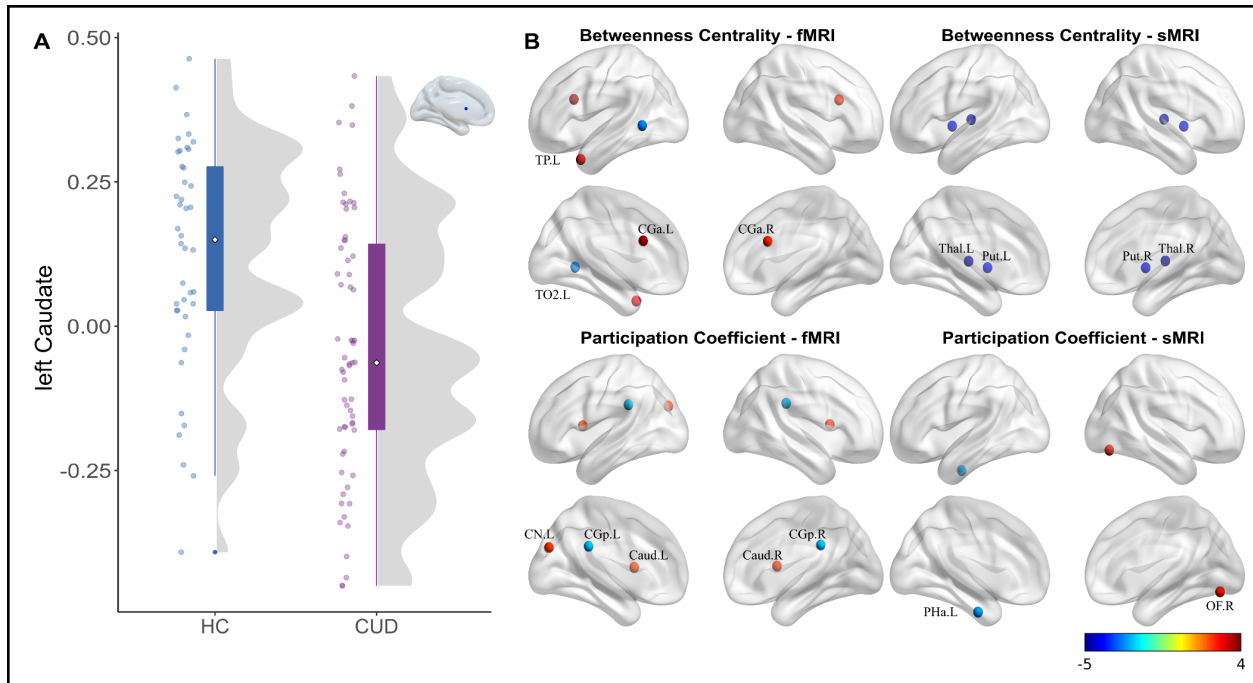 A
0.50
0.25
0.00
-0.25
left Caudate
HC
CUD
B
Betweenness Centrality - fMRI
Betweenness Centrality - sMRI
TP.L
CGa.L
CGa.R
Thal.L
Put.L
Put.R
Thal.R
TO2.L
Participation Coefficient - fMRI
Participation Coefficient - sMRI
CN.L
CGp.L
Caud.L
Caud.R
CGp.R
PHa.L
OF.R
-5
4